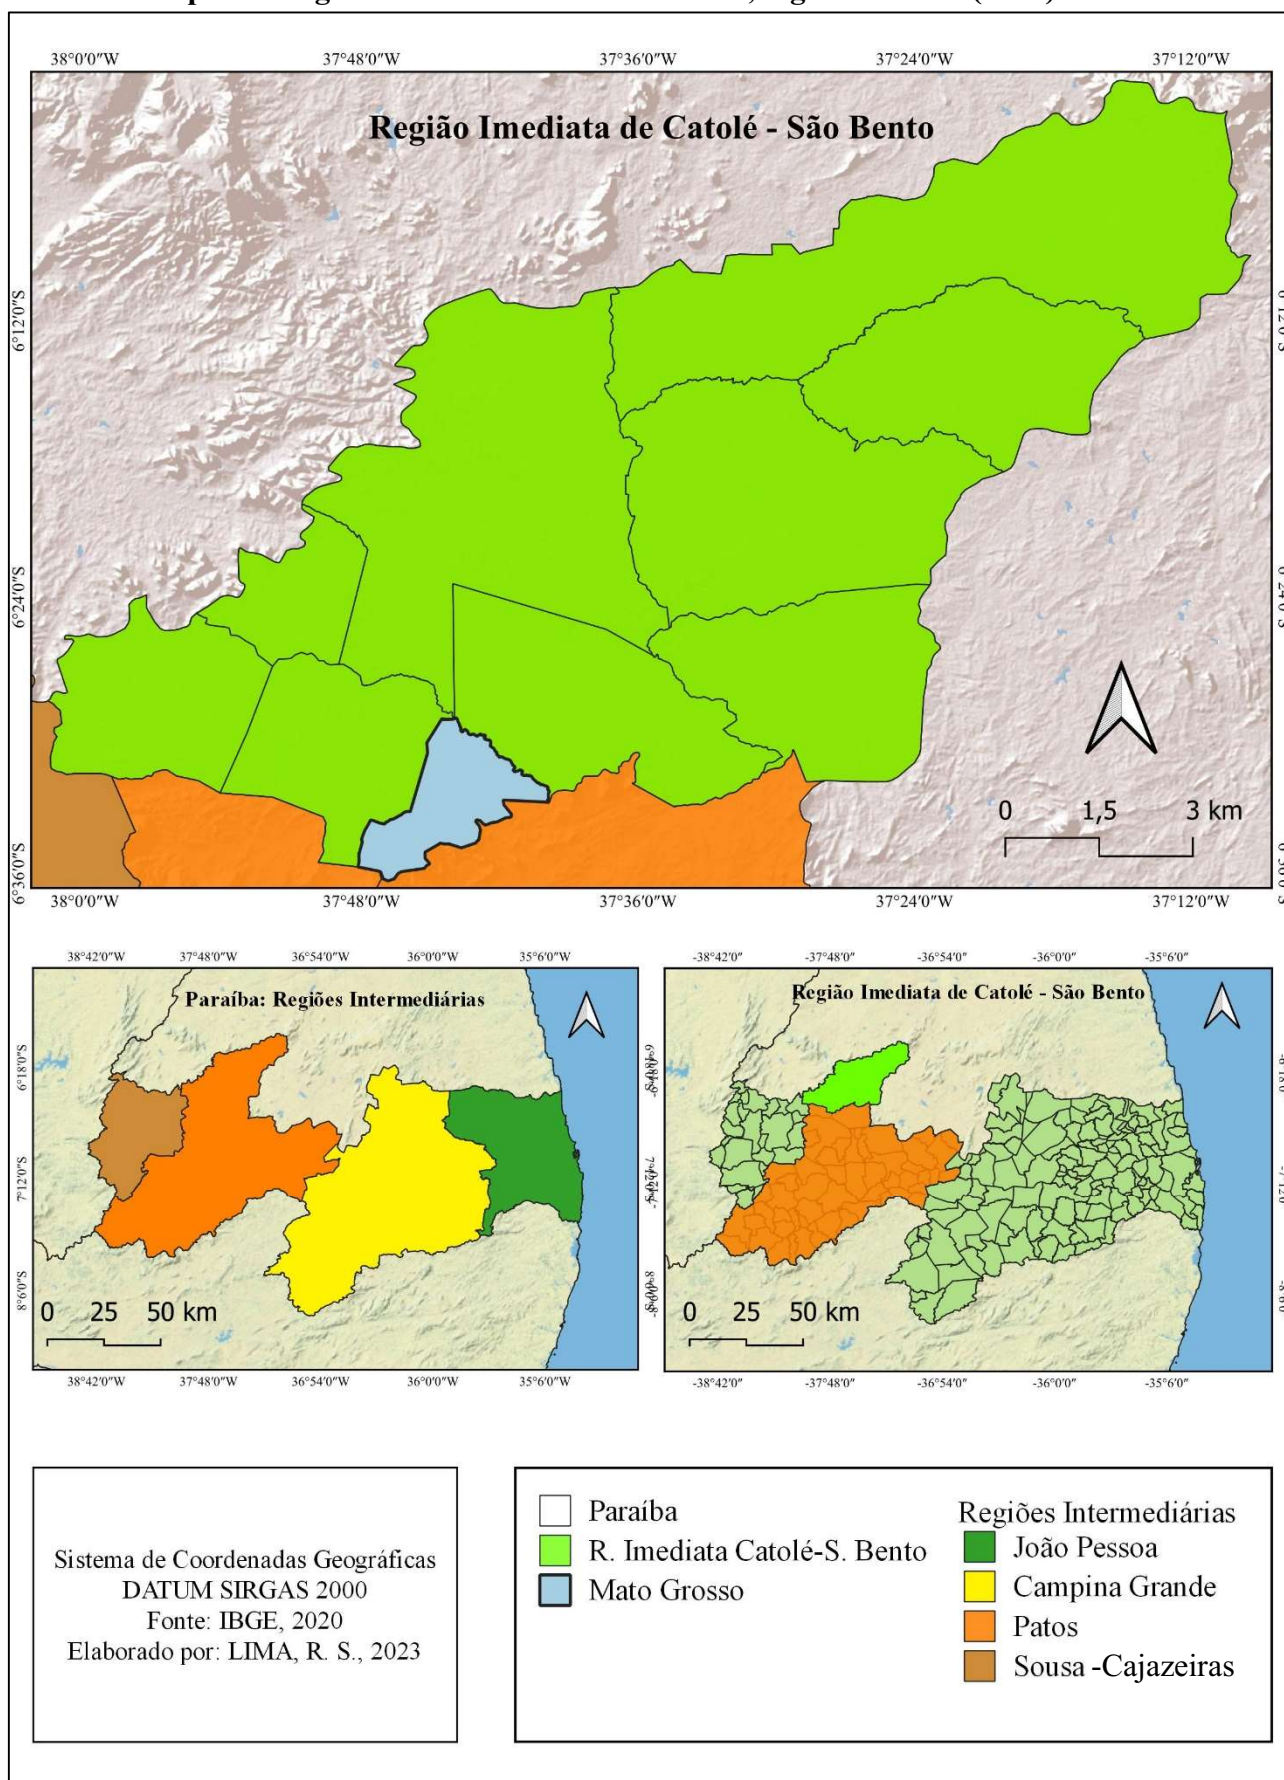 38°0'0"W 37°48'0"W 37°36'0"W 37°24'0"W 37°12'0"W
Região Imediata de Catolé - São Bento
6°12'0"S
6°24'0"S
6°36'0"S
0 1,5 3 km
38°0'0"W 37°48'0"W 37°36'0"W 37°24'0"W 37°12'0"W
38°42'0"W 37°48'0"W 36°54'0"W 36°0'0"W 35°6'0"W
Paraíba: Regiões Intermediárias
6°18'0"S
7°12'0"S
8°6'0"S
0 25 50 km
38°42'0"W 37°48'0"W 36°54'0"W 36°0'0"W 35°6'0"W
-38°42'0" -37°48'0" -36°54'0" -36°0'0" -35°6'0"
Região Imediata de Catolé - São Bento
0 25 50 km
-38°42'0" -37°48'0" -36°54'0" -36°0'0" -35°6'0"
Sistema de Coordenadas Geográficas
DATUM SIRGAS 2000
Fonte: IBGE, 2020
Elaborado por: LIMA, R. S., 2023
Paraíba
R. Imediata Catolé-S. Bento
Mato Grosso
Regiões Intermediárias
João Pessoa
Campina Grande
Patos
Sousa -Cajazeiras